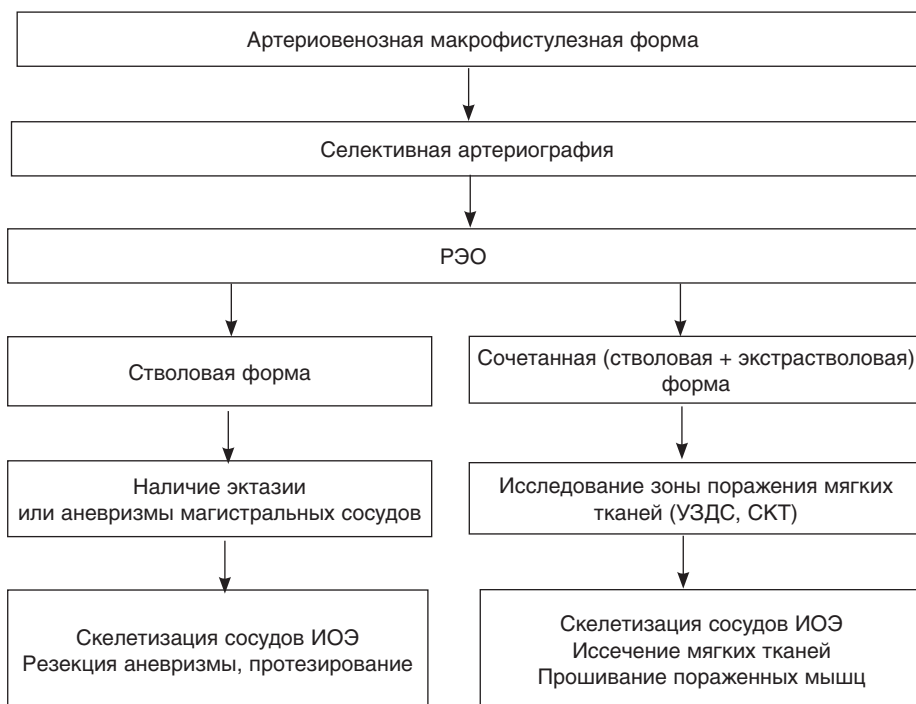 Артериовенозная макрофистулезная форма
Селективная артериография
РЭО
Стволовая форма
Сочетанная (стволовая + экстрастволовая)
форма
Наличие эктазии
или аневризмы магистральных сосудов
Исследование зоны поражения мягких
тканей (УЗДС, СКТ)
Скелетизация сосудов ИОЭ
Резекция аневризмы, протезирование
Скелетизация сосудов ИОЭ
Иссечение мягких тканей
Прошивание пораженных мышц